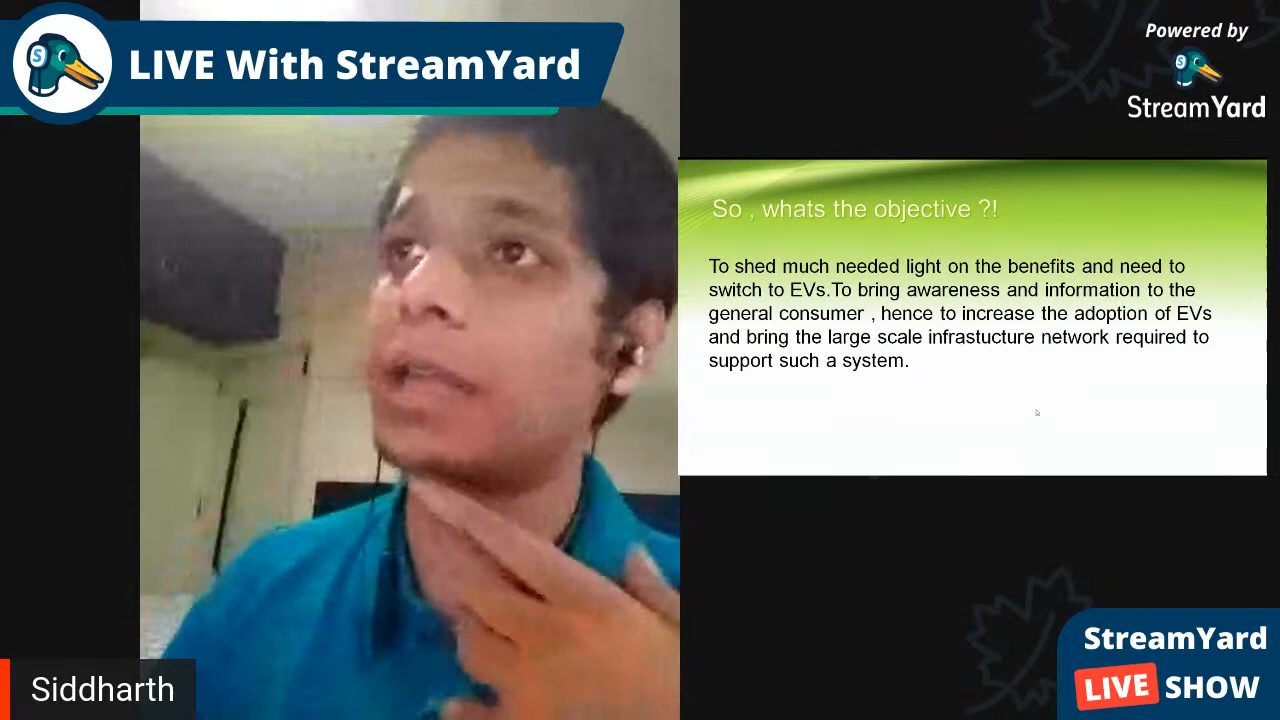 S
LIVE With StreamYard
Powered by
S
StreamYard
So , whats the objective ?!
To shed much needed light on the benefits and need to
switch to EVs.To bring awareness and information to the
general consumer , hence to increase the adoption of EVs
and bring the large scale infrastucture network required to
support such a system.
Siddharth
StreamYard
LIVE SHOW